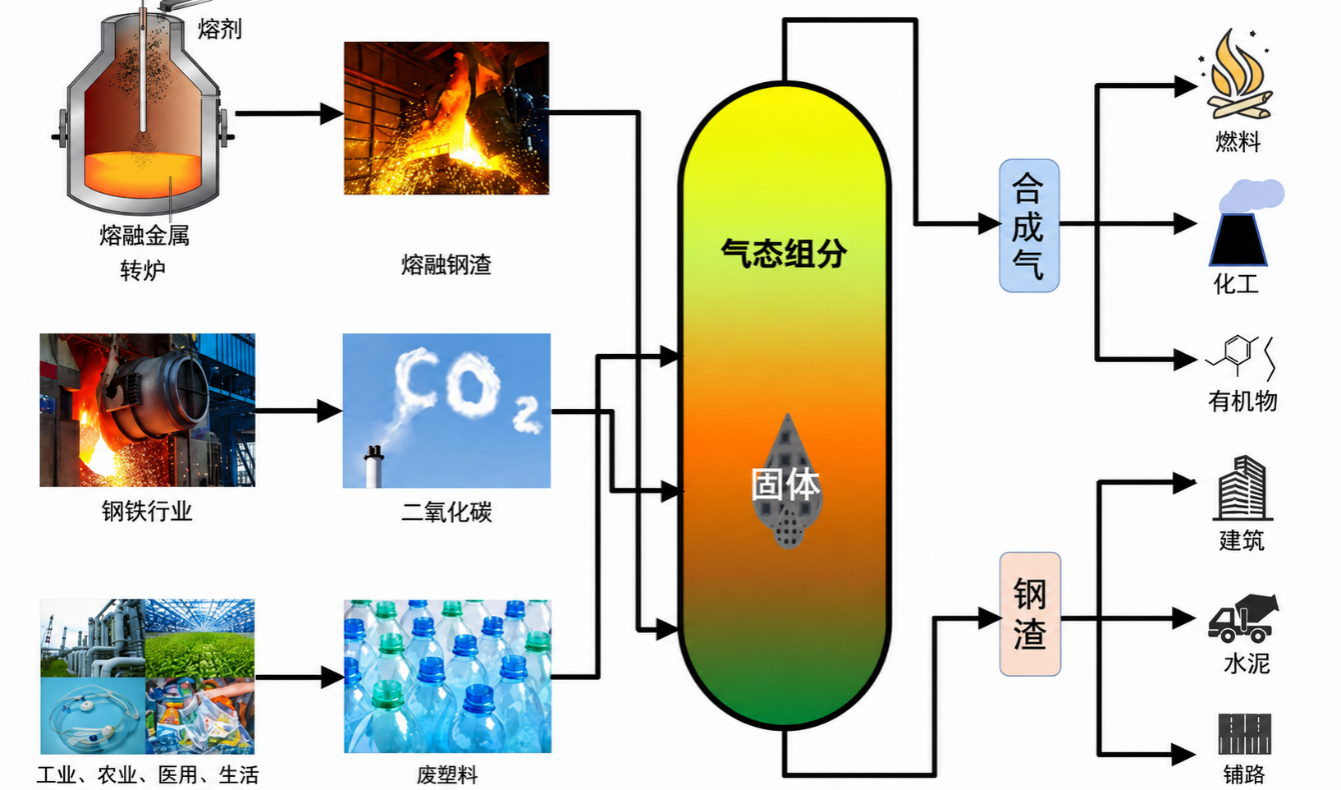 熔剂
熔融金属
转炉
熔融钢渣
钢铁行业
CO2
二氧化碳
工业、农业、医用、生活
废塑料
气态组分
固体
合成气
燃料
化工
有机物
钢渣
建筑
水泥
铺路